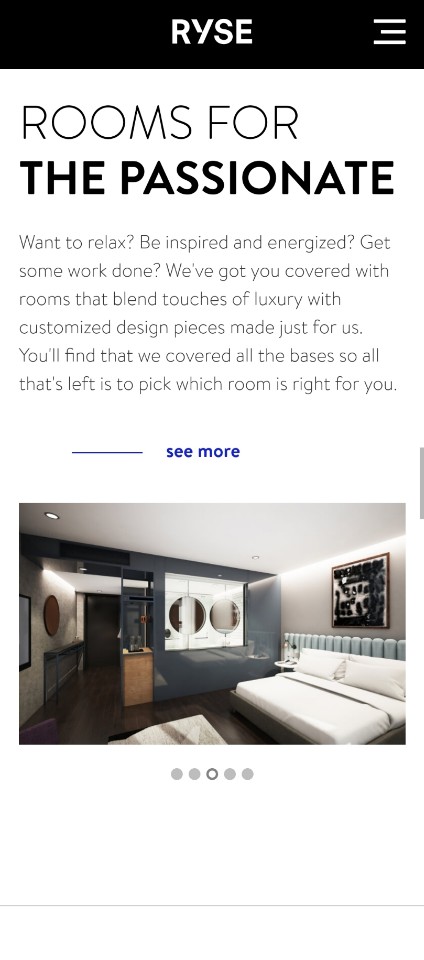 RYSE
ROOMS FOR
THE PASSIONATE
Want to relax? Be inspired and energized? Get
some work done? We've got you covered with
rooms that blend touches of luxury with
customized design pieces made just for us.
You'll find that we covered all the bases so all
that's left is to pick which room is right for you.
see more